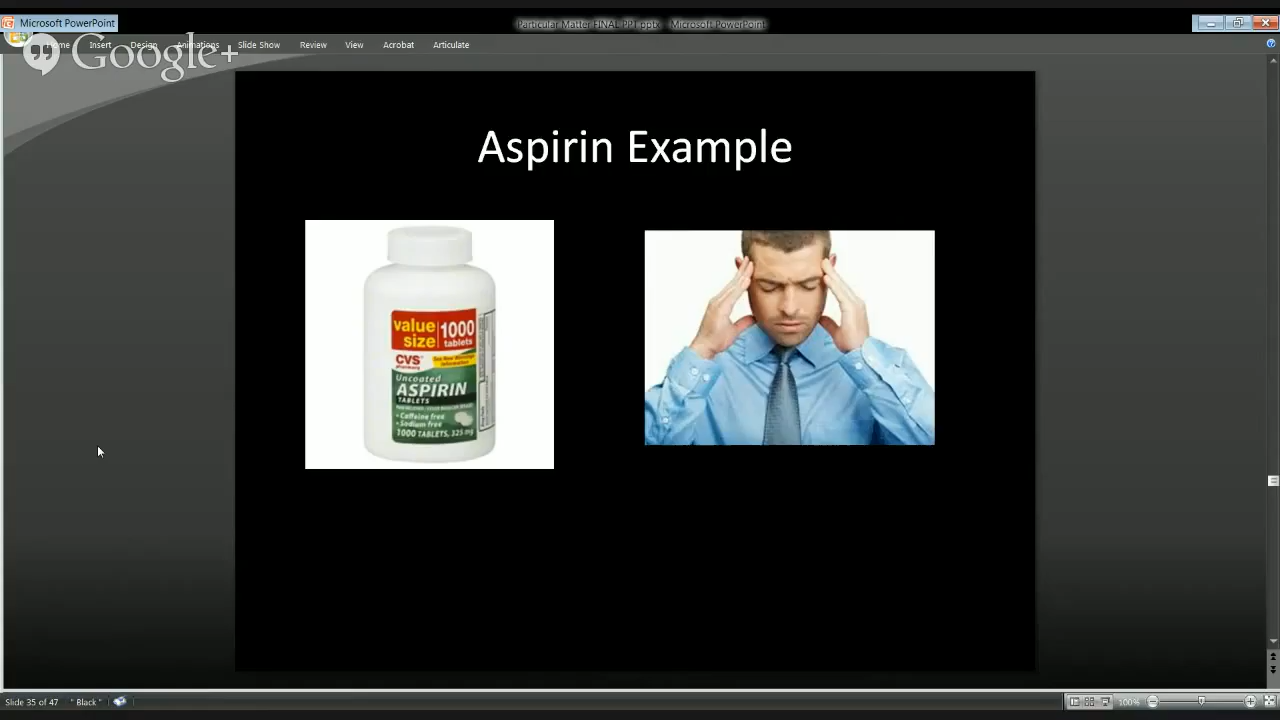 Microsoft PowerPoint
Particular Matter FINAL PPT.pptx - Microsoft PowerPoint
Home Insert Design Animations Slide Show Review View Acrobat Articulate
Google+
Aspirin Example
value size
1000 tablets
CVS
pharmacy
Uncoated
ASPIRIN
TABLETS
• Caffeine free
• Sodium free
1000 TABLETS, 325 mg
Slide 35 of 47 "Black" 100%